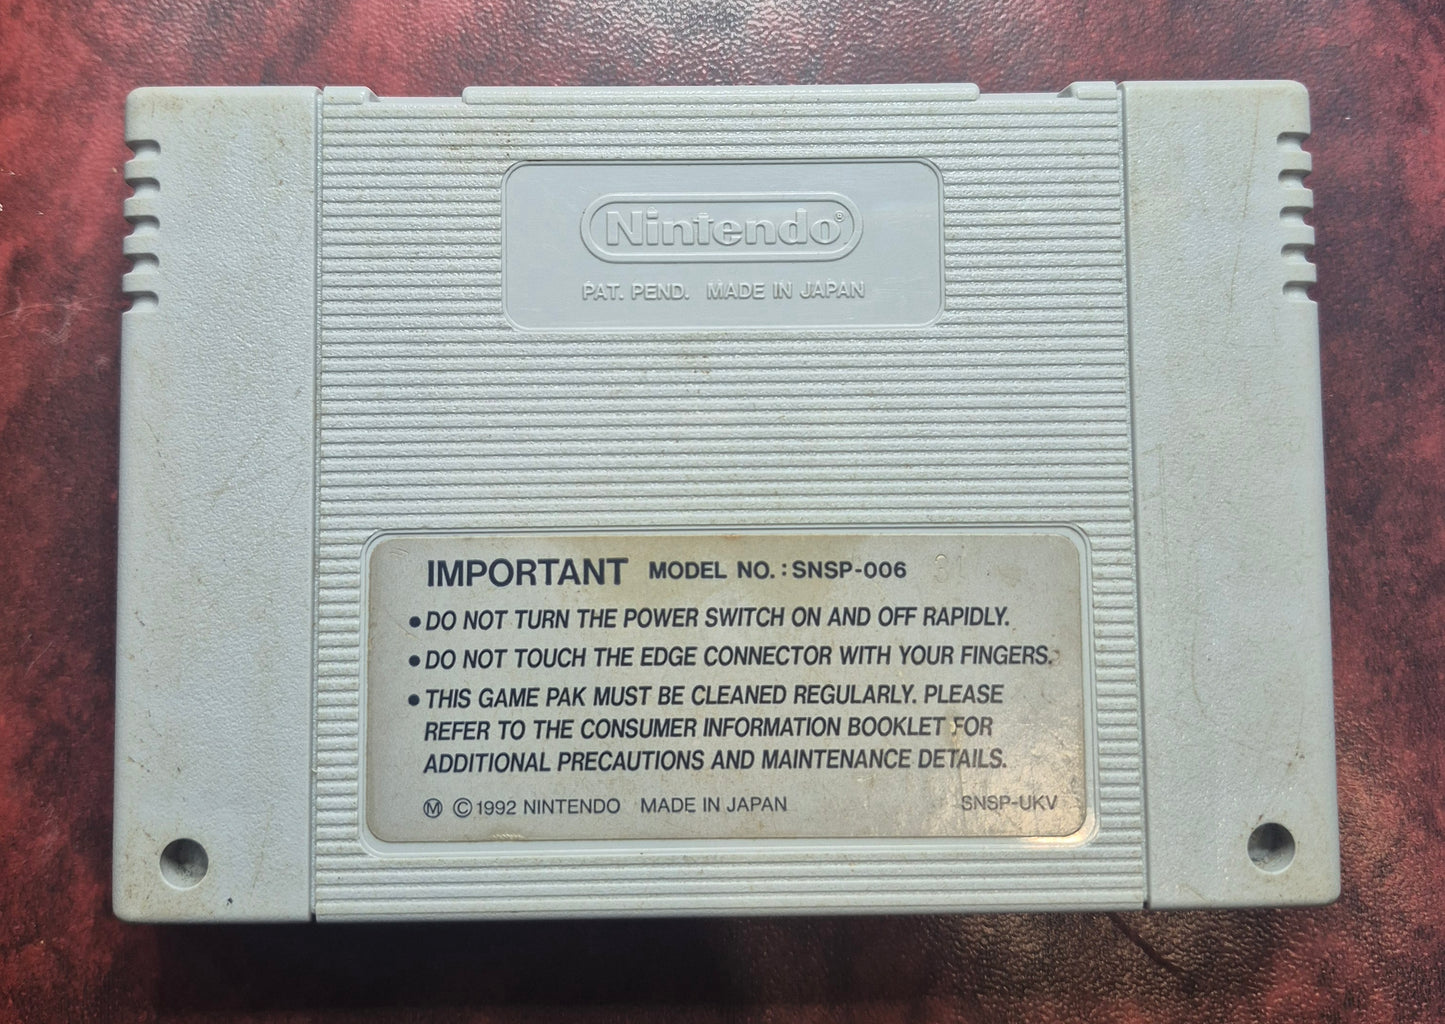 Nintendo®
PAT. PEND. MADE IN JAPAN
IMPORTANT MODEL NO.: SNSP-006 31
•DO NOT TURN THE POWER SWITCH ON AND OFF RAPIDLY.
•DO NOT TOUCH THE EDGE CONNECTOR WITH YOUR FINGERS.
•THIS GAME PAK MUST BE CLEANED REGULARLY. PLEASE
REFER TO THE CONSUMER INFORMATION BOOKLET FOR
ADDITIONAL PRECAUTIONS AND MAINTENANCE DETAILS.
Ⓜ ©1992 NINTENDO MADE IN JAPAN SNSP-UKV